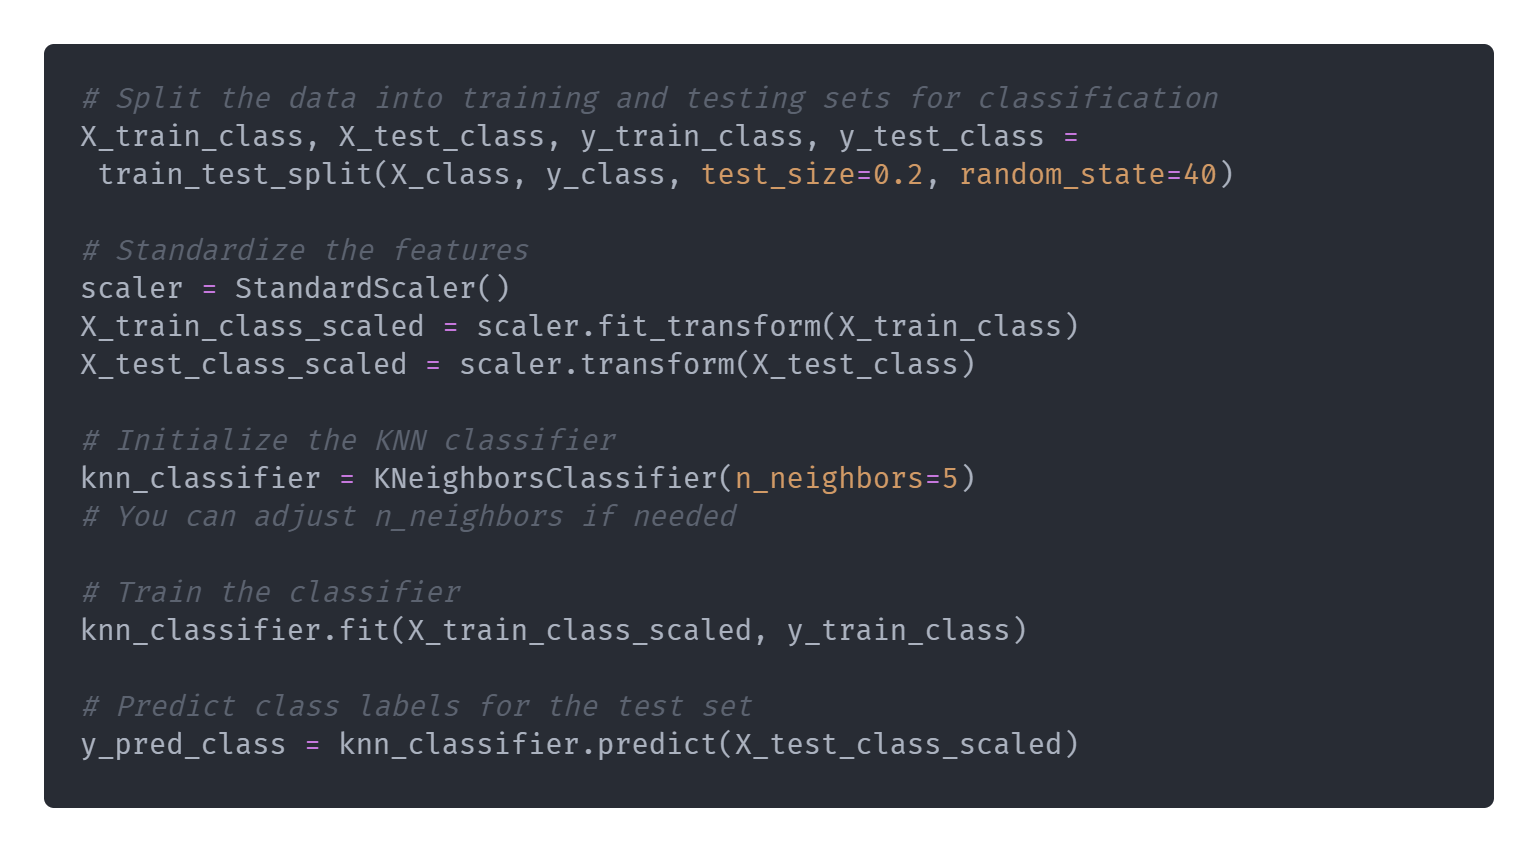 # Split the data into training and testing sets for classification
X_train_class, X_test_class, y_train_class, y_test_class =
 train_test_split(X_class, y_class, test_size=0.2, random_state=40)

# Standardize the features
scaler = StandardScaler()
X_train_class_scaled = scaler.fit_transform(X_train_class)
X_test_class_scaled = scaler.transform(X_test_class)

# Initialize the KNN classifier
knn_classifier = KNeighborsClassifier(n_neighbors=5)
# You can adjust n_neighbors if needed

# Train the classifier
knn_classifier.fit(X_train_class_scaled, y_train_class)

# Predict class labels for the test set
y_pred_class = knn_classifier.predict(X_test_class_scaled)